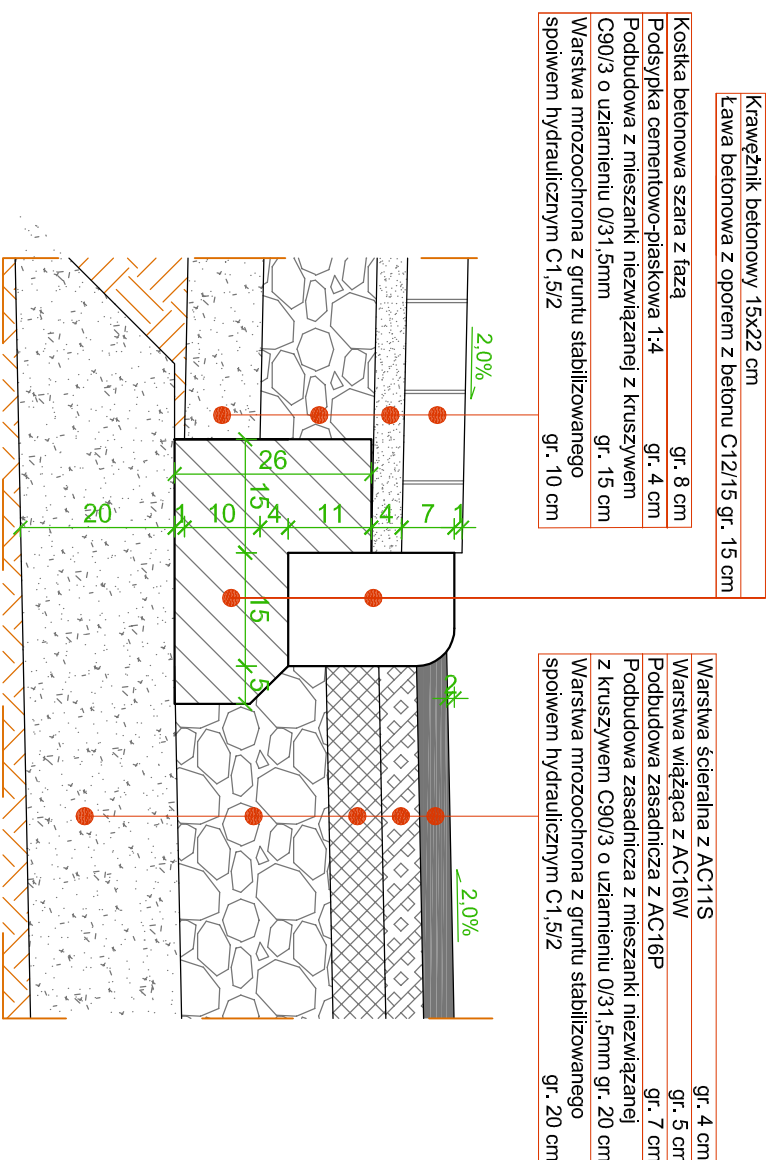 Krawężnik betonowy 15x22 cm
Ława betonowa z oporem z betonu C12/15 gr. 15 cm
Kostka betonowa szara z fazą gr. 8 cm
Podsypka cementowo-piaskowa 1:4 gr. 4 cm
Podbudowa z mieszanki niezwiązanej z kruszywem
C90/3 o uziarnieniu 0/31,5mm gr. 15 cm
Warstwa mrozoochrona z gruntu stabilizowanego
spoiwem hydraulicznym C1,5/2 gr. 10 cm
Warstwa ścieralna z AC11S gr. 4 cm
Warstwa wiążąca z AC16W gr. 5 cm
Podbudowa zasadnicza z AC16P gr. 7 cm
Podbudowa zasadnicza z mieszanki niezwiązanej
z kruszywem C90/3 o uziarnieniu 0/31,5mm gr. 20 cm
Warstwa mrozoochrona z gruntu stabilizowanego
spoiwem hydraulicznym C1,5/2 gr. 20 cm
2,0%
2,0%
1
7
4
11
4
10
1
20
26
15
15
5
2